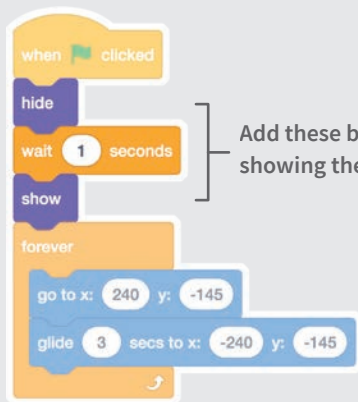 when clicked
hide
wait 1 seconds
Add these b
showing the
show
forever
go to x: 240 y: -145
glide 3 secs to x: -240 y: -145